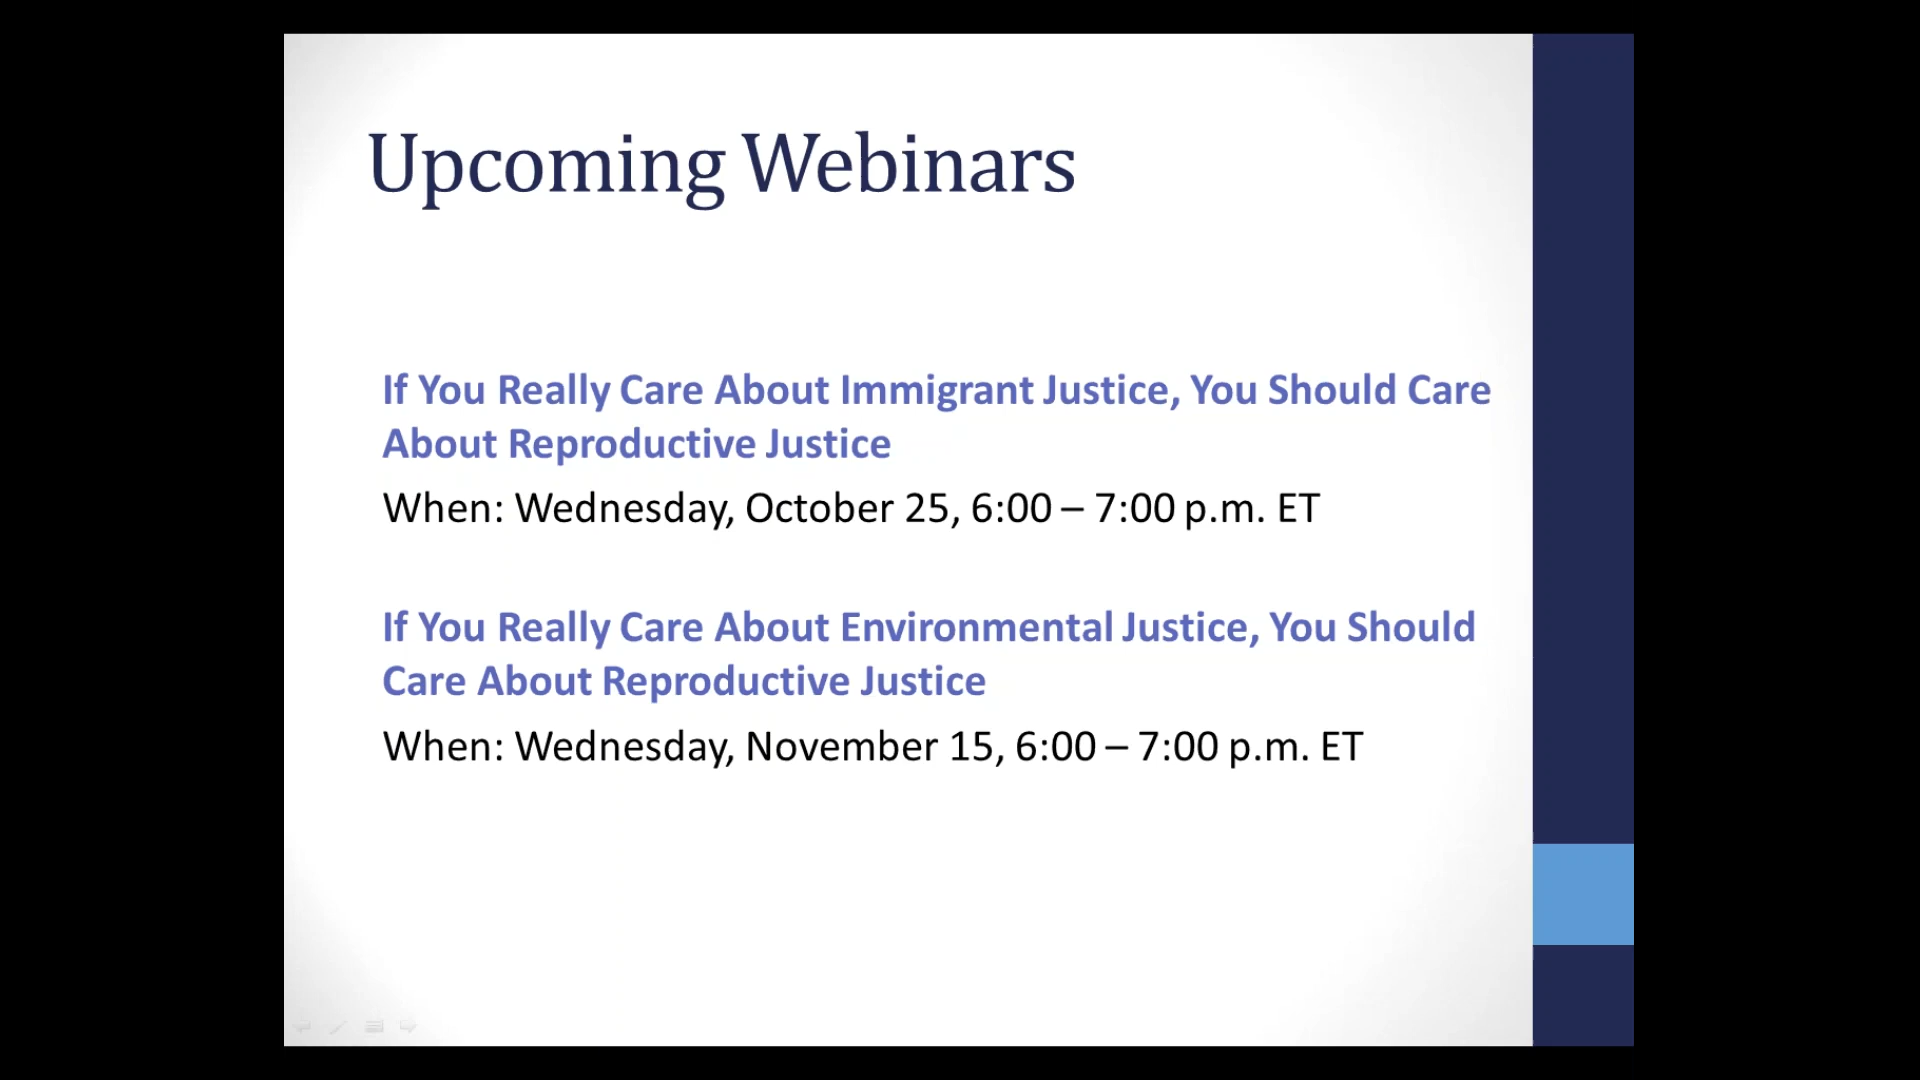 Upcoming Webinars
If You Really Care About Immigrant Justice, You Should Care
About Reproductive Justice
When: Wednesday, October 25, 6:00 – 7:00 p.m. ET
If You Really Care About Environmental Justice, You Should
Care About Reproductive Justice
When: Wednesday, November 15, 6:00 – 7:00 p.m. ET